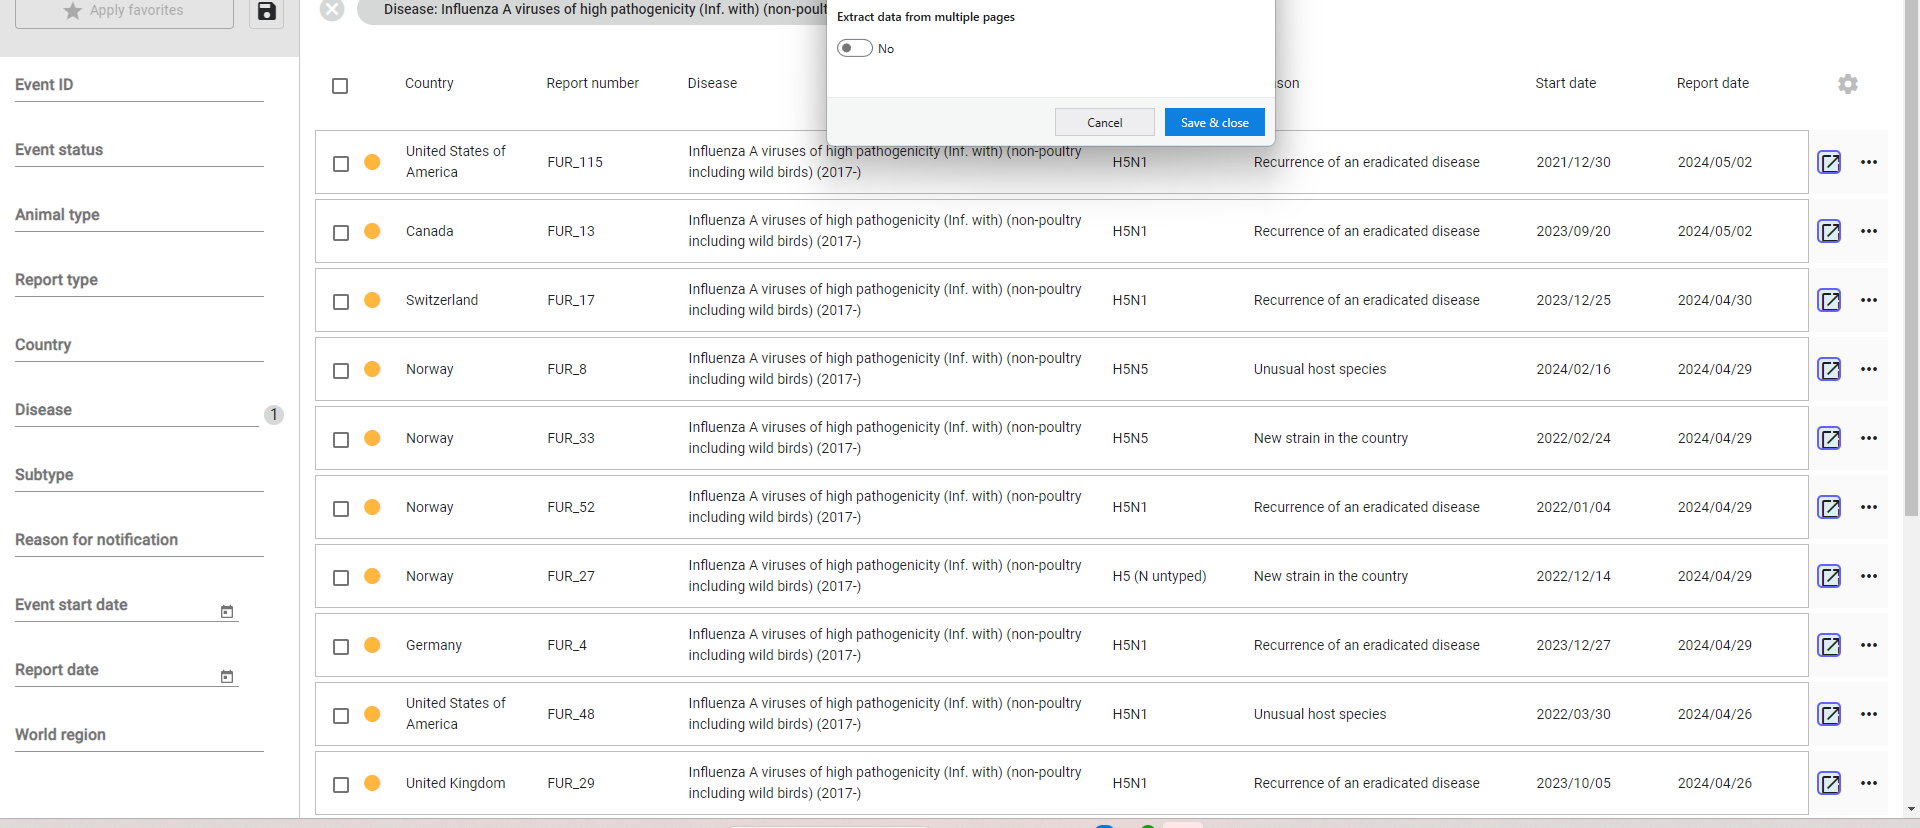 Apply favorites
Event ID
Event status
Animal type
Report type
Country
Disease
1
Subtype
Reason for notification
Event start date
Report date
World region
Disease: Influenza A viruses of high pathogenicity (Inf. with) (non-poult
Extract data from multiple pages
No
Cancel
Save & close
Country Report number Disease son Start date Report date
United States of
America
FUR_115
Influenza A viruses of high pathogenicity (Inf. with) (non-poultry
including wild birds) (2017-)
H5N1
Recurrence of an eradicated disease
2021/12/30
2024/05/02
Canada
FUR_13
Influenza A viruses of high pathogenicity (Inf. with) (non-poultry
including wild birds) (2017-)
H5N1
Recurrence of an eradicated disease
2023/09/20
2024/05/02
Switzerland
FUR_17
Influenza A viruses of high pathogenicity (Inf. with) (non-poultry
including wild birds) (2017-)
H5N1
Recurrence of an eradicated disease
2023/12/25
2024/04/30
Norway
FUR_8
Influenza A viruses of high pathogenicity (Inf. with) (non-poultry
including wild birds) (2017-)
H5N5
Unusual host species
2024/02/16
2024/04/29
Norway
FUR_33
Influenza A viruses of high pathogenicity (Inf. with) (non-poultry
including wild birds) (2017-)
H5N5
New strain in the country
2022/02/24
2024/04/29
Norway
FUR_52
Influenza A viruses of high pathogenicity (Inf. with) (non-poultry
including wild birds) (2017-)
H5N1
Recurrence of an eradicated disease
2022/01/04
2024/04/29
Norway
FUR_27
Influenza A viruses of high pathogenicity (Inf. with) (non-poultry
including wild birds) (2017-)
H5 (N untyped)
New strain in the country
2022/12/14
2024/04/29
Germany
FUR_4
Influenza A viruses of high pathogenicity (Inf. with) (non-poultry
including wild birds) (2017-)
H5N1
Recurrence of an eradicated disease
2023/12/27
2024/04/29
United States of
America
FUR_48
Influenza A viruses of high pathogenicity (Inf. with) (non-poultry
including wild birds) (2017-)
H5N1
Unusual host species
2022/03/30
2024/04/26
United Kingdom
FUR_29
Influenza A viruses of high pathogenicity (Inf. with) (non-poultry
including wild birds) (2017-)
H5N1
Recurrence of an eradicated disease
2023/10/05
2024/04/26